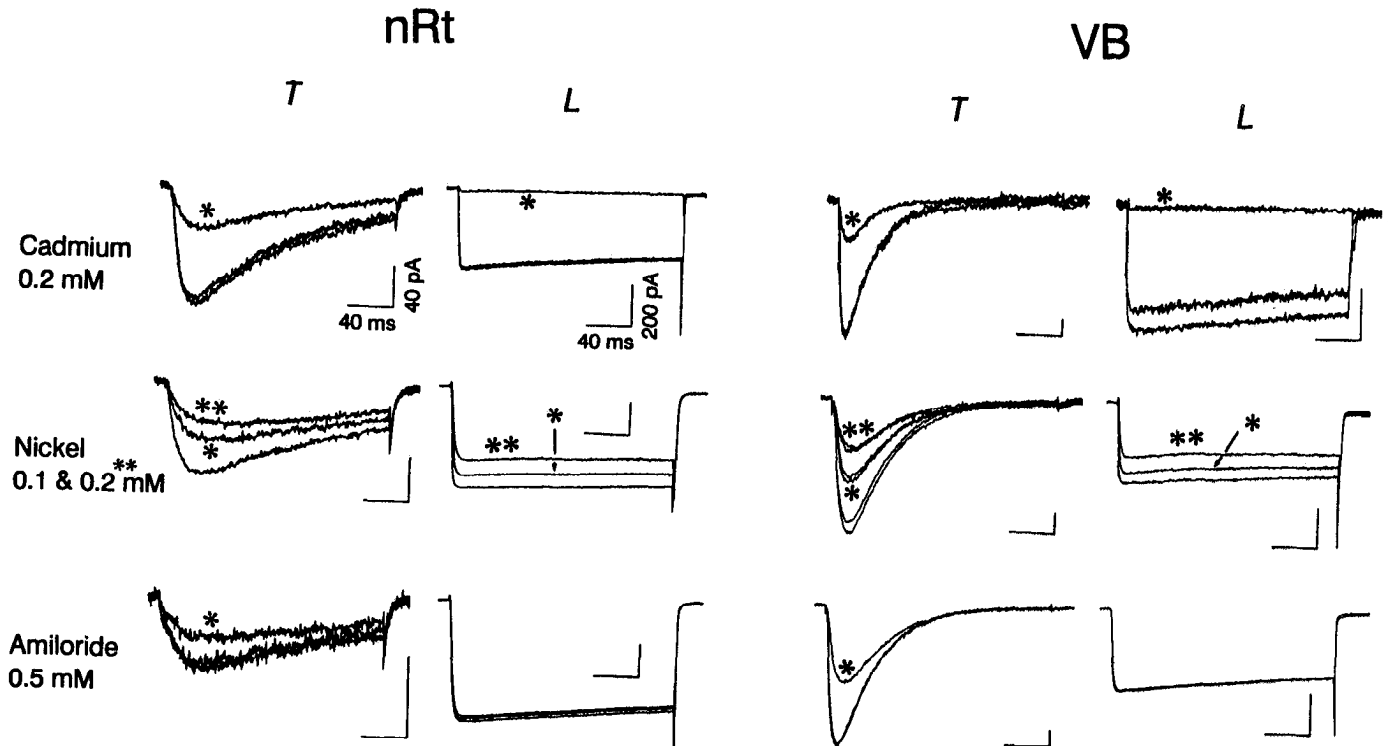 nRt
VB
T
L
T
L
Cadmium
0.2 mM
*
*
*
*
40 ms
40 pA
40 ms
200 pA
Nickel
0.1 & 0.2** mM
**
*
**
*
**
*
**
*
Amiloride
0.5 mM
*
*